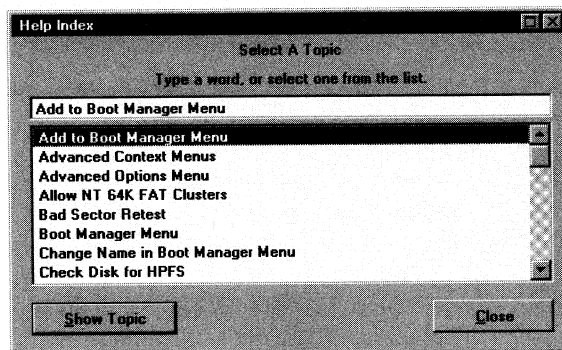 Help Index
Select A Topic
Type a word, or select one from the list.
Add to Boot Manager Menu
Add to Boot Manager Menu
Advanced Context Menus
Advanced Options Menu
Allow NT 64K FAT Clusters
Bad Sector Retest
Boot Manager Menu
Change Name in Boot Manager Menu
Check Disk for HPFS
Show Topic
Close